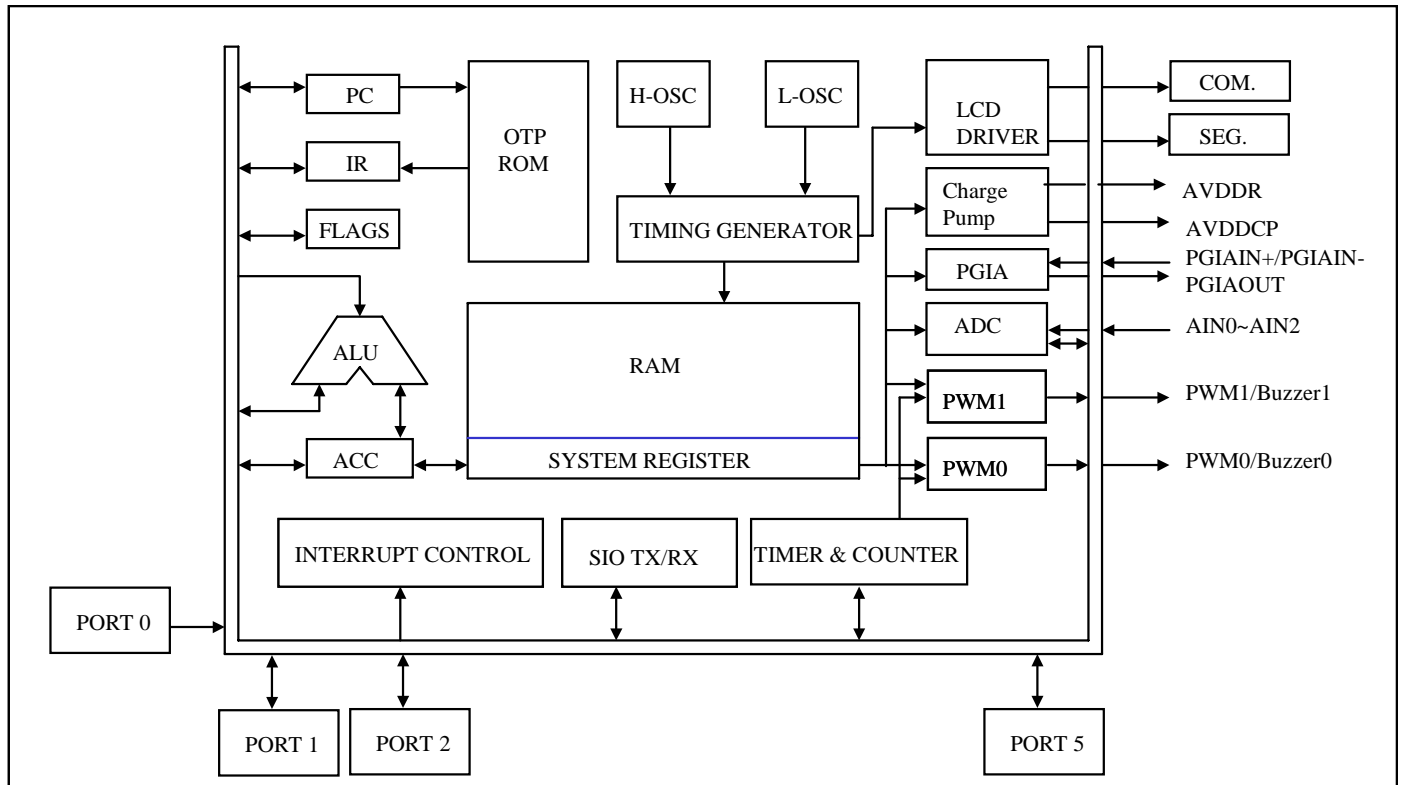 PC
OTP
ROM
H-OSC
L-OSC
LCD
DRIVER
COM.
SEG.
IR
FLAGS
TIMING GENERATOR
Charge
Pump
AVDDR
AVDDCP
PGIA
PGIAIN+/PGIAIN-
PGIAOUT
ALU
RAM
ADC
AIN0~AIN2
PWM1
PWM1/Buzzer1
ACC
SYSTEM REGISTER
PWM0
PWM0/Buzzer0
INTERRUPT CONTROL
SIO TX/RX
TIMER & COUNTER
PORT 0
PORT 1
PORT 2
PORT 5